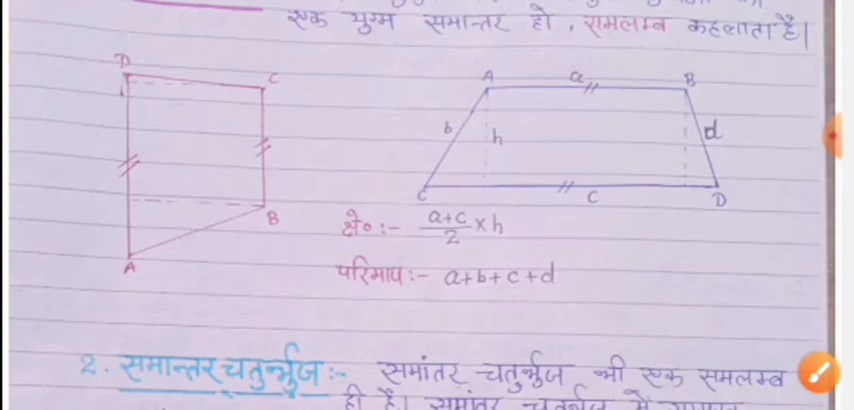 एक युग्म समान्तर हो, समलम्ब कहलाता है।
D
C
B
A
A a B
b h d
C c D
क्षे० :- a+c/2 × h
परिमाप :- a+b+c+d
2. समान्तर चतुर्भुज :- समांतर चतुर्भुज भी एक समलम्ब
ही है। समांतर चतुर्भुज में